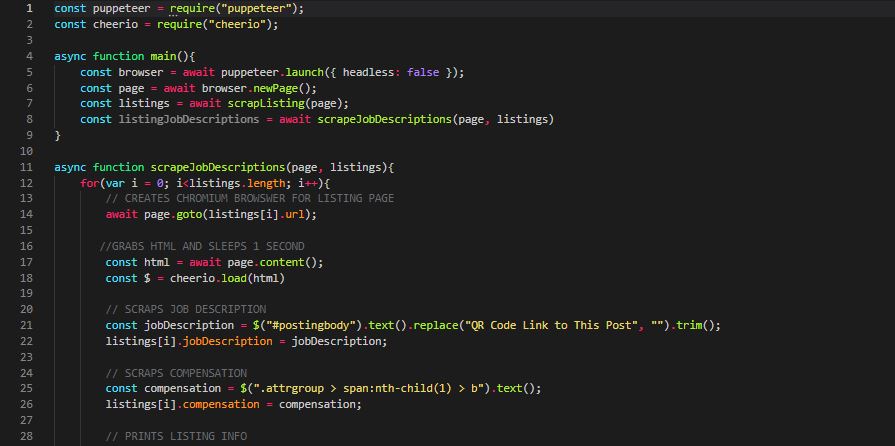 1 const puppeteer = require("puppeteer");
2 const cheerio = require("cheerio");
3
4 async function main(){
5     const browser = await puppeteer.launch({ headless: false });
6     const page = await browser.newPage();
7     const listings = await scrapListing(page);
8     const listingJobDescriptions = await scrapeJobDescriptions(page, listings)
9 }
10
11 async function scrapeJobDescriptions(page, listings){
12     for(var i = 0; i<listings.length; i++){
13         // CREATES CHROMIUM BROWSWER FOR LISTING PAGE
14         await page.goto(listings[i].url);
15
16        //GRABS HTML AND SLEEPS 1 SECOND
17         const html = await page.content();
18         const $ = cheerio.load(html)
19
20         // SCRAPS JOB DESCRIPTION
21         const jobDescription = $("#postingbody").text().replace("QR Code Link to This Post", "").trim();
22         listings[i].jobDescription = jobDescription;
23
24         // SCRAPS COMPENSATION
25         const compensation = $(".attrgroup > span:nth-child(1) > b").text();
26         listings[i].compensation = compensation;
27
28         // PRINTS LISTING INFO